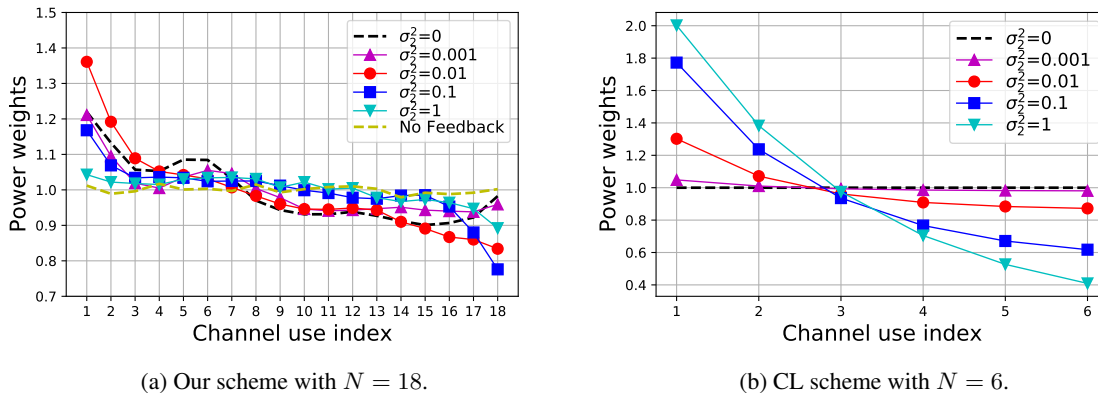 1.5
1.4
1.3
1.2
1.1
1.0
0.9
0.8
0.7
Power weights
σ₂²=0
σ₂²=0.001
σ₂²=0.01
σ₂²=0.1
σ₂²=1
No Feedback
1 2 3 4 5 6 7 8 9 10 11 12 13 14 15 16 17 18
Channel use index
(a) Our scheme with N = 18.
2.0
1.8
1.6
1.4
1.2
1.0
0.8
0.6
0.4
Power weights
σ₂²=0
σ₂²=0.001
σ₂²=0.01
σ₂²=0.1
σ₂²=1
1 2 3 4 5 6
Channel use index
(b) CL scheme with N = 6.